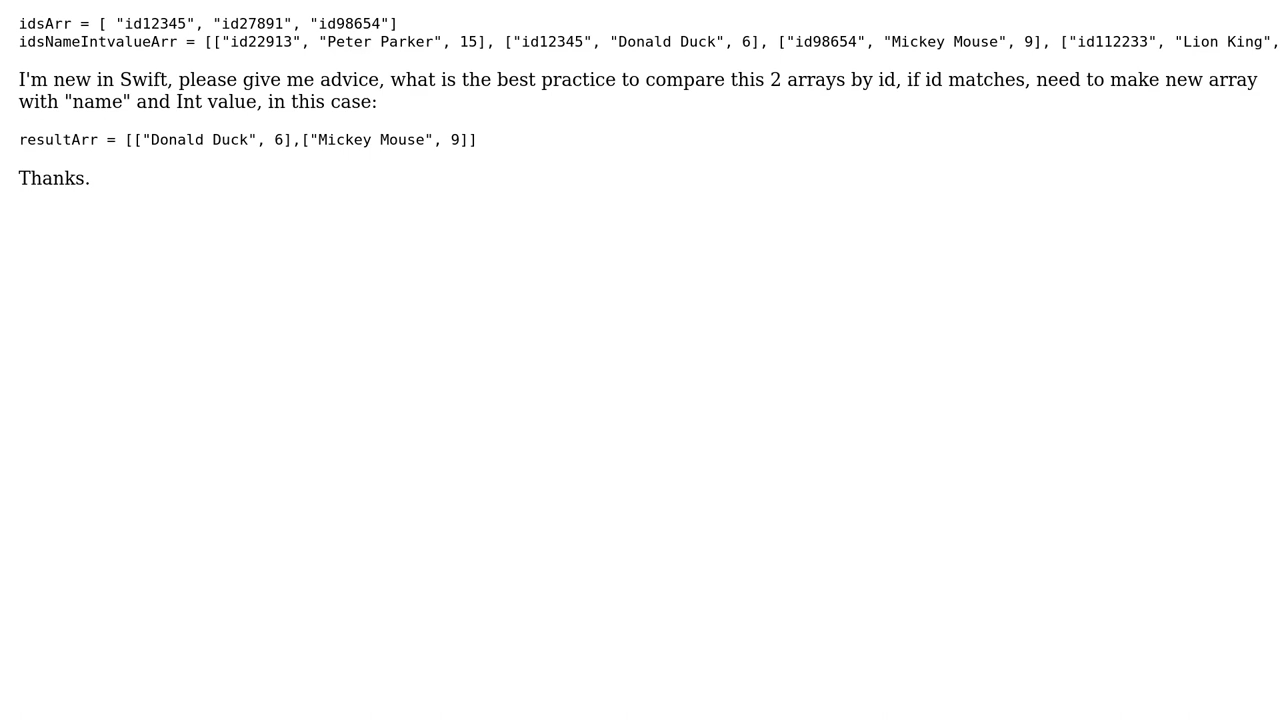 idsArr = [ "id12345", "id27891", "id98654"]
idsNameIntvalueArr = [["id22913", "Peter Parker", 15], ["id12345", "Donald Duck", 6], ["id98654", "Mickey Mouse", 9], ["id112233", "Lion King",
I'm new in Swift, please give me advice, what is the best practice to compare this 2 arrays by id, if id matches, need to make new array
with "name" and Int value, in this case:
resultArr = [["Donald Duck", 6],["Mickey Mouse", 9]]
Thanks.